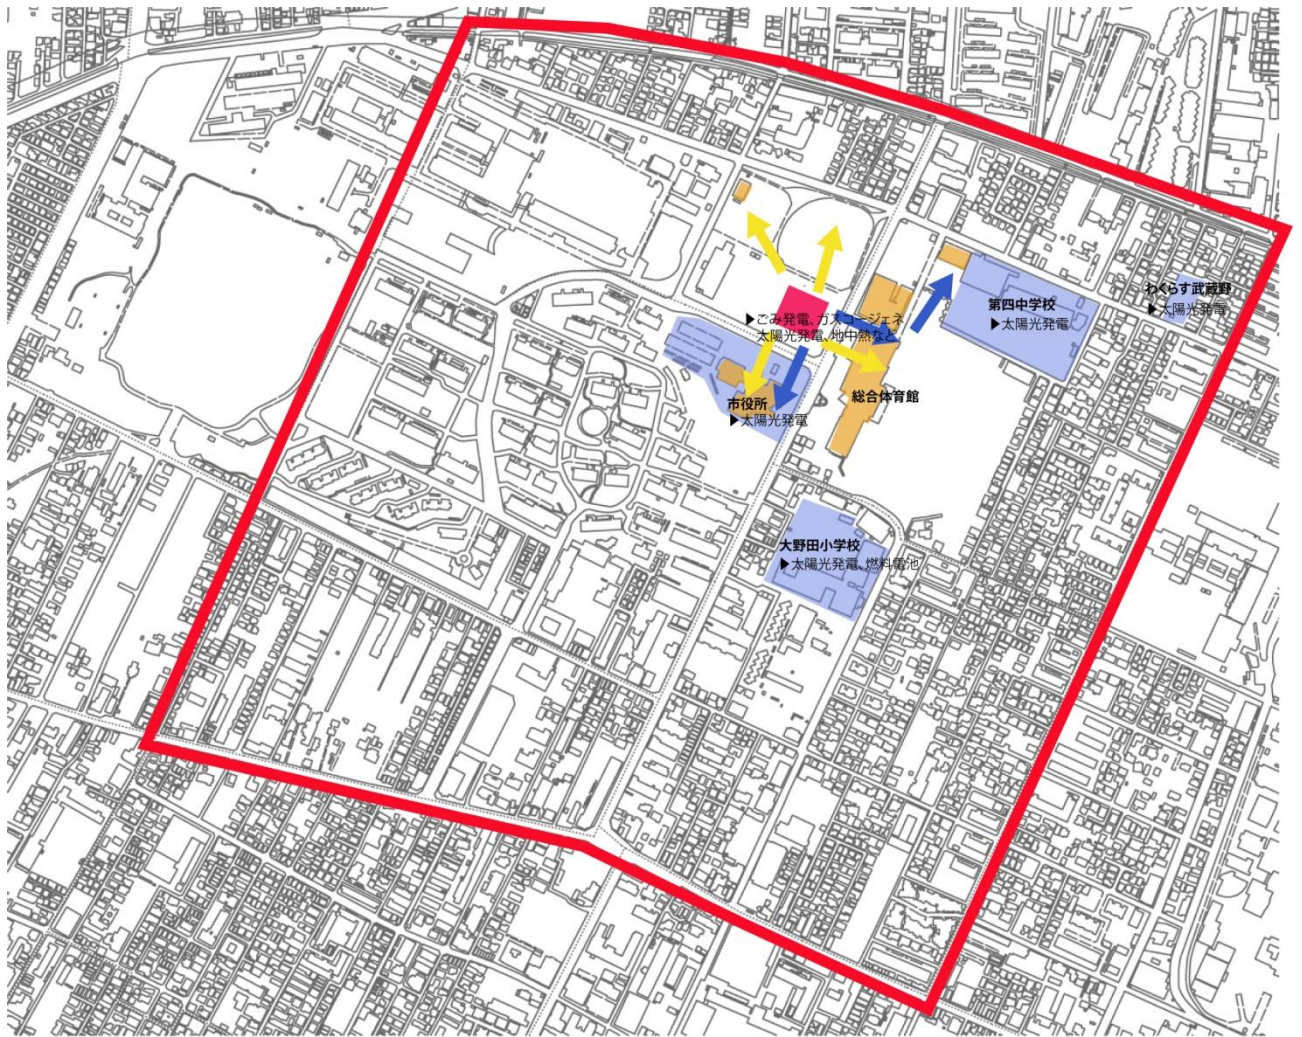 わくらす武蔵野
▶太陽光発電
第四中学校
▶太陽光発電
▶ごみ発電、ガスコージェネ
太陽光発電、地中熱など
総合体育館
市役所
▶太陽光発電
大野田小学校
▶太陽光発電、燃料電池